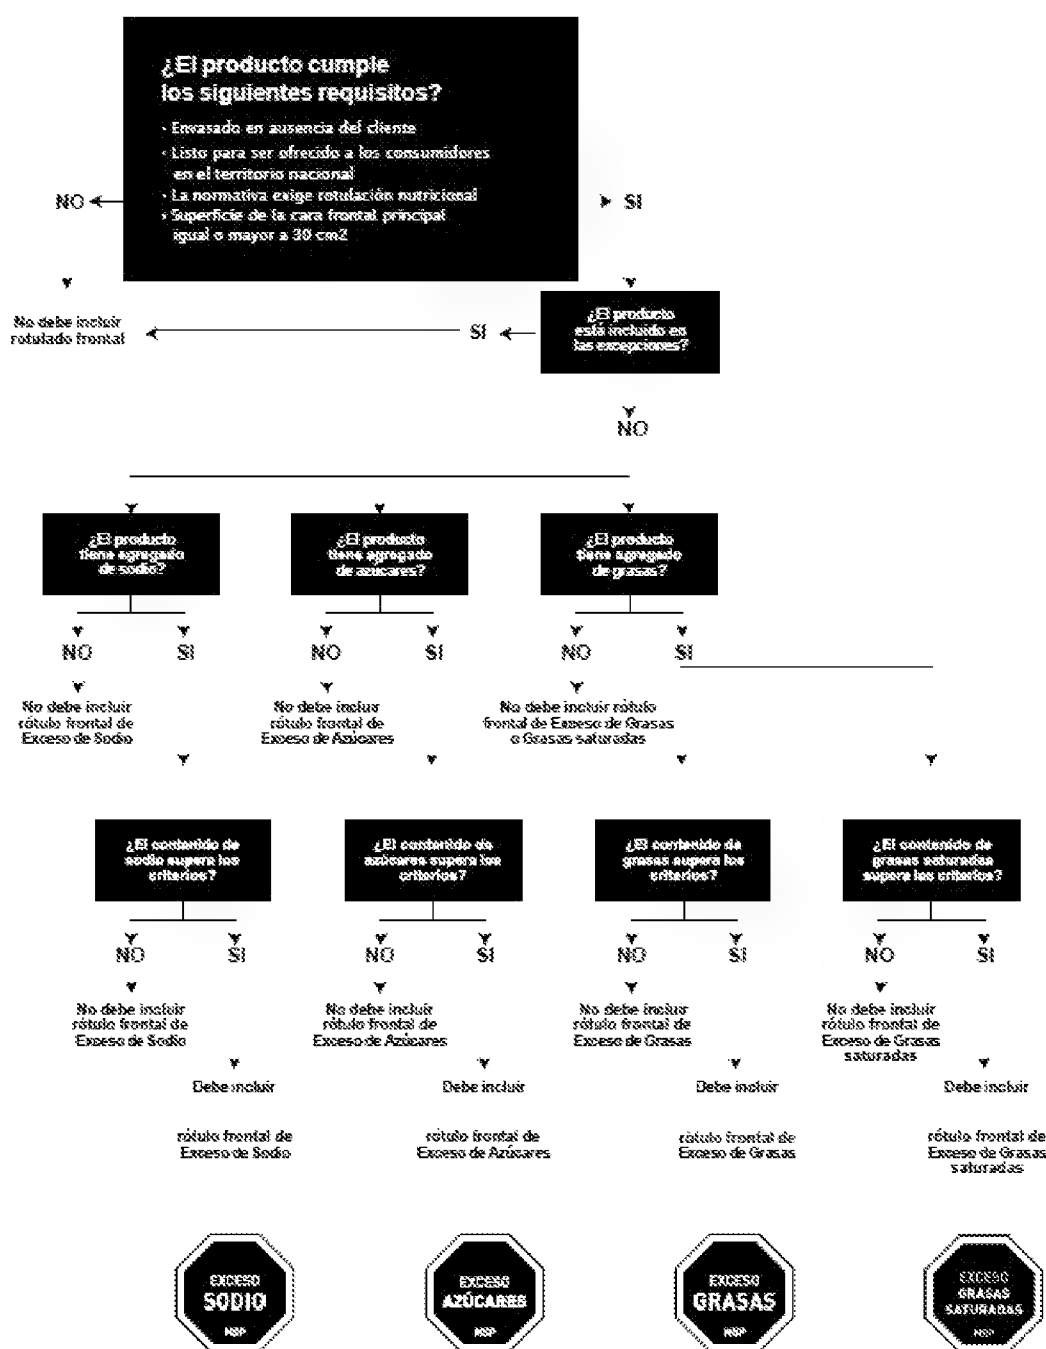 ¿El producto cumple
los siguientes requisitos?
· Envasado en ausencia del cliente
· Listo para ser ofrecido a los consumidores
en el territorio nacional
· La normativa exige rotulación nutricional
· Superficie de la cara frontal principal
igual o mayor a 30 cm2
NO
SI
No debe incluir
rotulado frontal
SI
¿El producto
está incluido en
las excepciones?
NO
¿El producto
tiene agregado
de sodio?
¿El producto
tiene agregado
de azúcares?
¿El producto
tiene agregado
de grasas?
NO
SI
NO
SI
NO
SI
No debe incluir
rótulo frontal de
Exceso de Sodio
No debe incluir
rótulo frontal de
Exceso de Azúcares
No debe incluir rótulo
frontal de Exceso de Grasas
o Grasas saturadas
¿El contenido de
sodio supera los
criterios?
¿El contenido de
azúcares supera los
criterios?
¿El contenido de
grasas supera los
criterios?
¿El contenido de
grasas saturadas
supera los criterios?
NO
SI
NO
SI
NO
SI
NO
SI
No debe incluir
rótulo frontal de
Exceso de Sodio
No debe incluir
rótulo frontal de
Exceso de Azúcares
No debe incluir
rótulo frontal de
Exceso de Grasas
No debe incluir
rótulo frontal de
Exceso de Grasas
saturadas
Debe incluir
rótulo frontal de
Exceso de Sodio
Debe incluir
rótulo frontal de
Exceso de Azúcares
Debe incluir
rótulo frontal de
Exceso de Grasas
Debe incluir
rótulo frontal de
Exceso de Grasas
saturadas
EXCESO
SODIO
MSP
EXCESO
AZÚCARES
MSP
EXCESO
GRASAS
MSP
EXCESO
GRASAS
SATURADAS
MSP